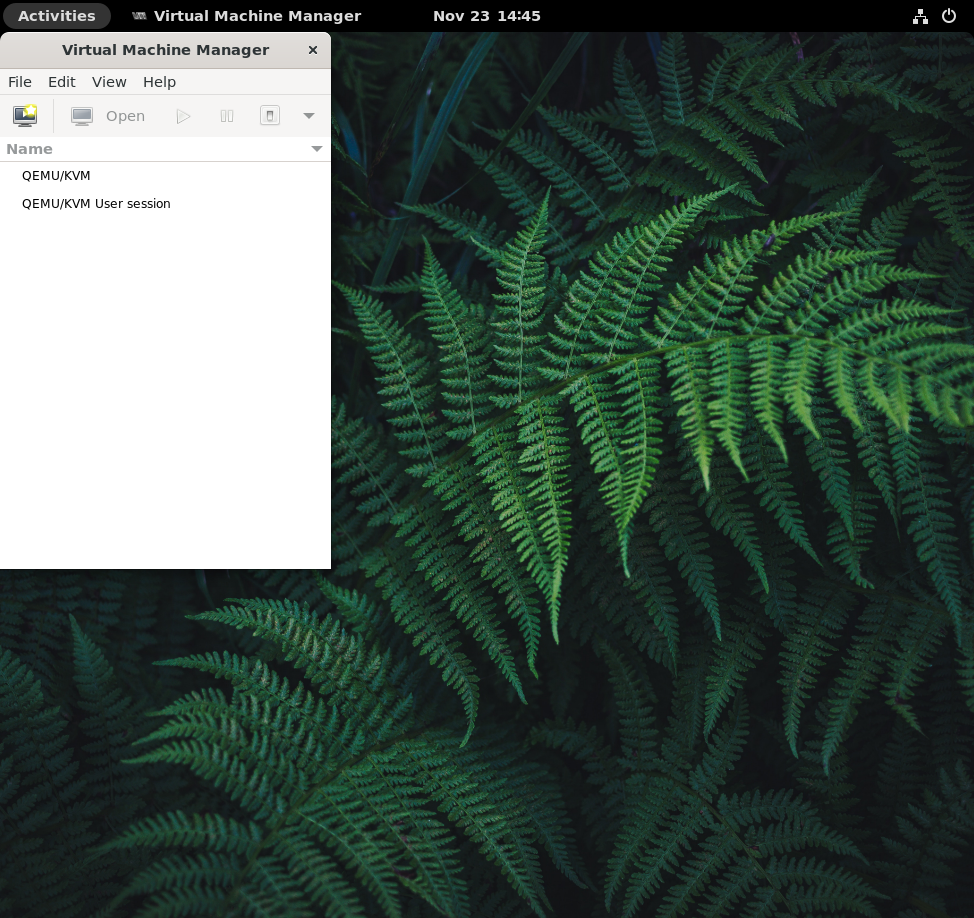 Activities Virtual Machine Manager Nov 23 14:45
Virtual Machine Manager ×
File Edit View Help
Open
Name
QEMU/KVM
QEMU/KVM User session